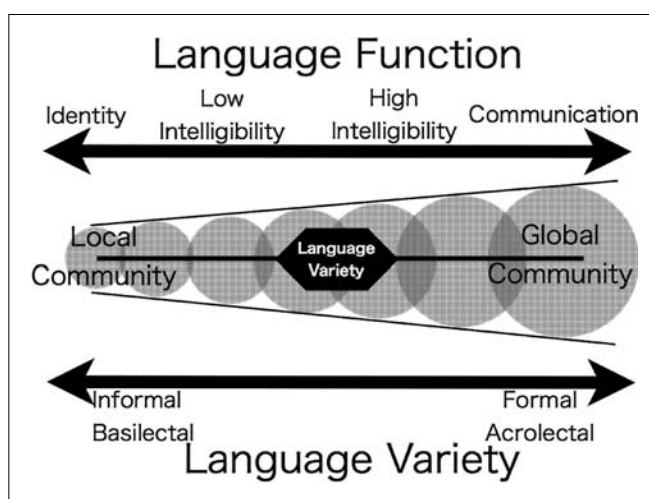 Language Function
Identity
Low
Intelligibility
High
Intelligibility
Communication
Local
Community
Language
Variety
Global
Community
Informal
Basilectal
Formal
Acrolectal
Language Variety